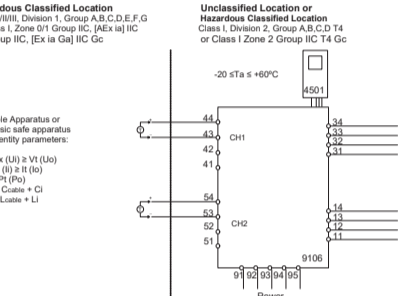 dous Classified Location
/II/III, Division 1, Group A,B,C,D,E,F,G
s I, Zone 0/1 Group IIC, [AEx ia] IIC
up IIC, [Ex ia Ga] IIC Gc
Unclassified Location or
Hazardous Classified Location
Class I, Division 2, Group A,B,C,D T4
or Class I Zone 2 Group IIC T4 Gc
-20 ≤Ta ≤ +60ºC
4501
le Apparatus or
sic safe apparatus
entity parameters:
x (Ui) ≥ Vt (Uo)
(Ii) ≥ It (Io)
Pt (Po)
Ccable + Ci
Lcable + Li
44
43
42
41
CH1
34
33
32
31
54
53
52
51
CH2
14
13
12
11
9106
91 92 93 94 95
Power